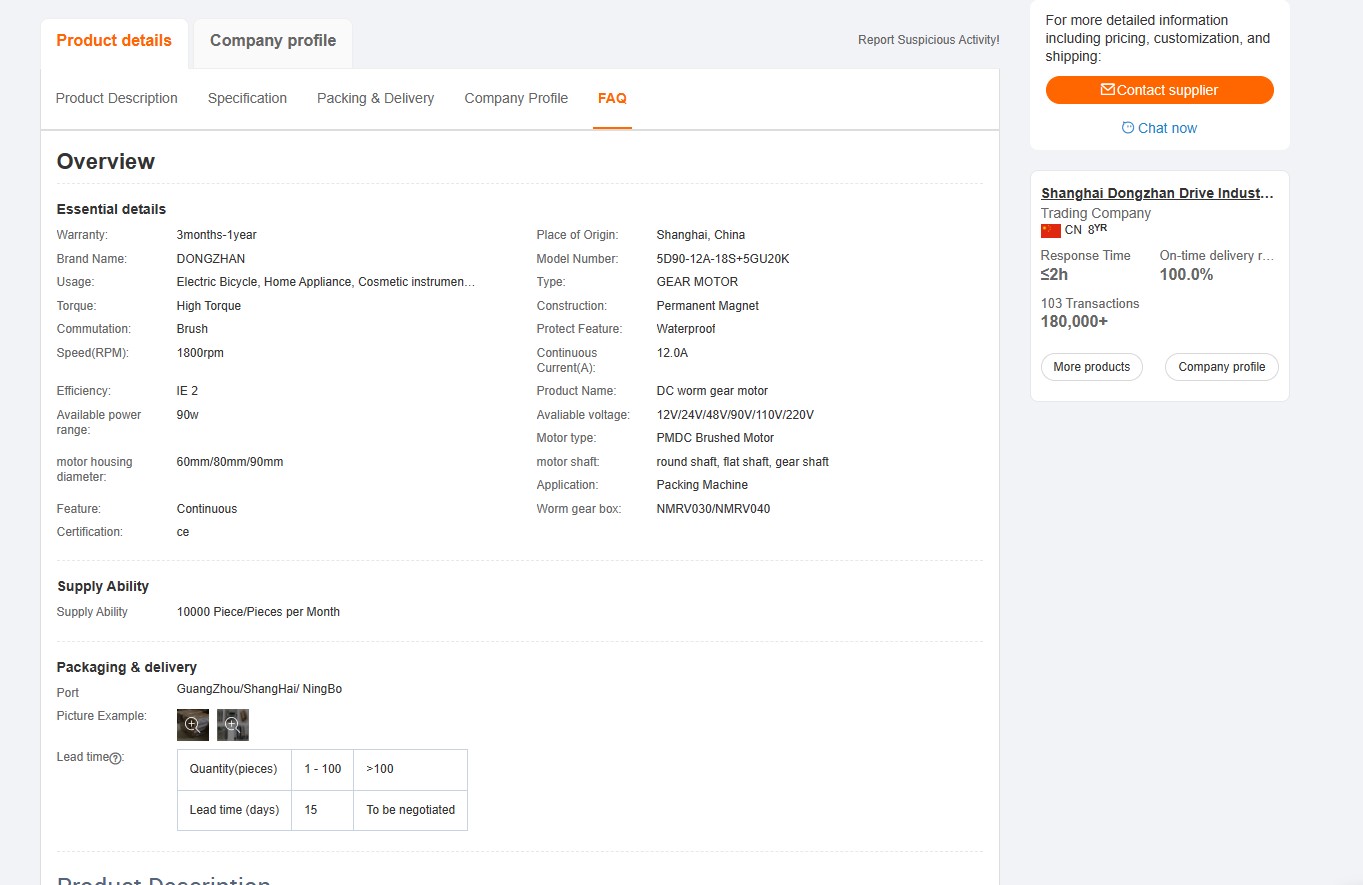 Product details
Company profile
Report Suspicious Activity!
Product Description
Specification
Packing & Delivery
Company Profile
FAQ
Overview
Essential details
Warranty: 3months-1year
Place of Origin: Shanghai, China
Brand Name: DONGZHAN
Model Number: 5D90-12A-18S+5GU20K
Usage: Electric Bicycle, Home Appliance, Cosmetic instrumen...
Type: GEAR MOTOR
Torque: High Torque
Construction: Permanent Magnet
Commutation: Brush
Protect Feature: Waterproof
Speed(RPM): 1800rpm
Continuous
Current(A):
12.0A
Efficiency: IE 2
Product Name: DC worm gear motor
Available power
range:
90w
Avaliable voltage: 12V/24V/48V/90V/110V/220V
Motor type: PMDC Brushed Motor
motor housing
diameter:
60mm/80mm/90mm
motor shaft: round shaft, flat shaft, gear shaft
Application: Packing Machine
Feature: Continuous
Worm gear box: NMRV030/NMRV040
Certification: ce
Supply Ability
Supply Ability 10000 Piece/Pieces per Month
Packaging & delivery
Port GuangZhou/ShangHai/ NingBo
Picture Example:
Lead time?:
Quantity(pieces) 1 - 100 >100
Lead time (days) 15 To be negotiated
Product Description
For more detailed information
including pricing, customization, and
shipping:
Contact supplier
Chat now
Shanghai Dongzhan Drive Indust...
Trading Company
CN 8YR
Response Time On-time delivery r...
≤2h 100.0%
103 Transactions
180,000+
More products
Company profile